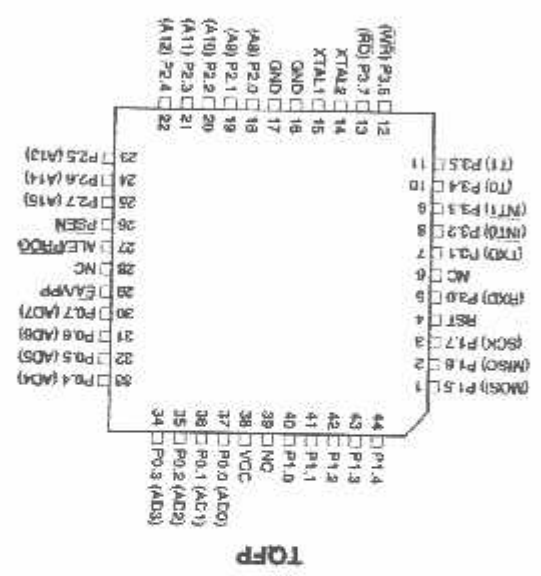 TQFP
P1.4
P1.3
P1.2
P1.1
P1.0
NC
VCC
P0.0 (AD0)
P0.1 (AD1)
P0.2 (AD2)
P0.3 (AD3)
44
43
42
41
40
39
38
37
36
35
34
(MOSI) P1.5 1
(MISO) P1.6 2
(SCK) P1.7 3
RST 4
(RXD) P3.0 5
NC 6
(TXD) P3.1 7
(INT0) P3.2 8
(INT1) P3.3 9
(T0) P3.4 10
(T1) P3.5 11
33 P0.4 (AD4)
32 P0.5 (AD5)
31 P0.6 (AD6)
30 P0.7 (AD7)
29 EA/VPP
28 NC
27 ALE/PROG
26 PSEN
25 P2.7 (A15)
24 P2.6 (A14)
23 P2.5 (A13)
12
13
14
15
16
17
18
19
20
21
22
(WR) P3.6
(RD) P3.7
XTAL2
XTAL1
GND
GND
(A8) P2.0
(A9) P2.1
(A10) P2.2
(A11) P2.3
(A12) P2.4